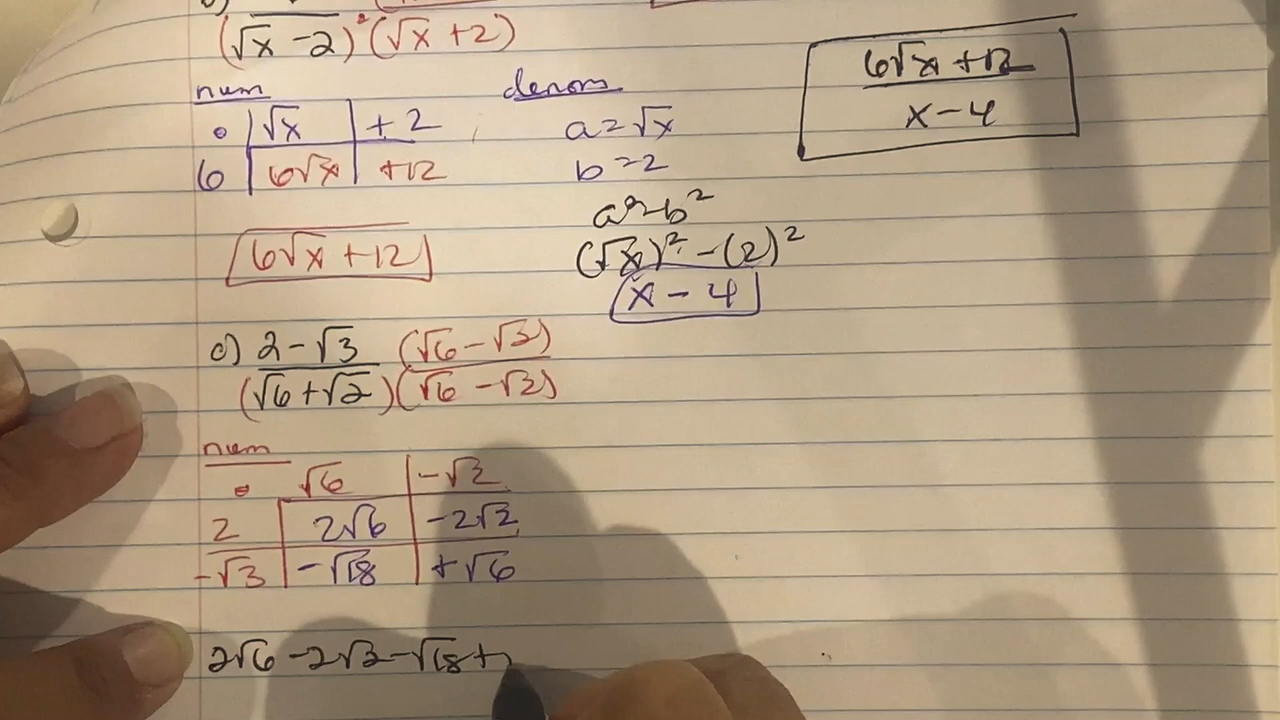 (√x - 2)(√x + 2)
num
• √x + 2
6 6√x + 12
6√x + 12
denom
a = √x
b = 2
a² - b²
(√x)² - (2)²
x - 4
6√x + 12
x - 4
c) 2 - √3 (√6 - √2)
(√6 + √2)(√6 - √2)
num
• √6 - √2
2 2√6 - 2√2
- √3 - √18 + √6
2√6 - 2√2 - √18 +